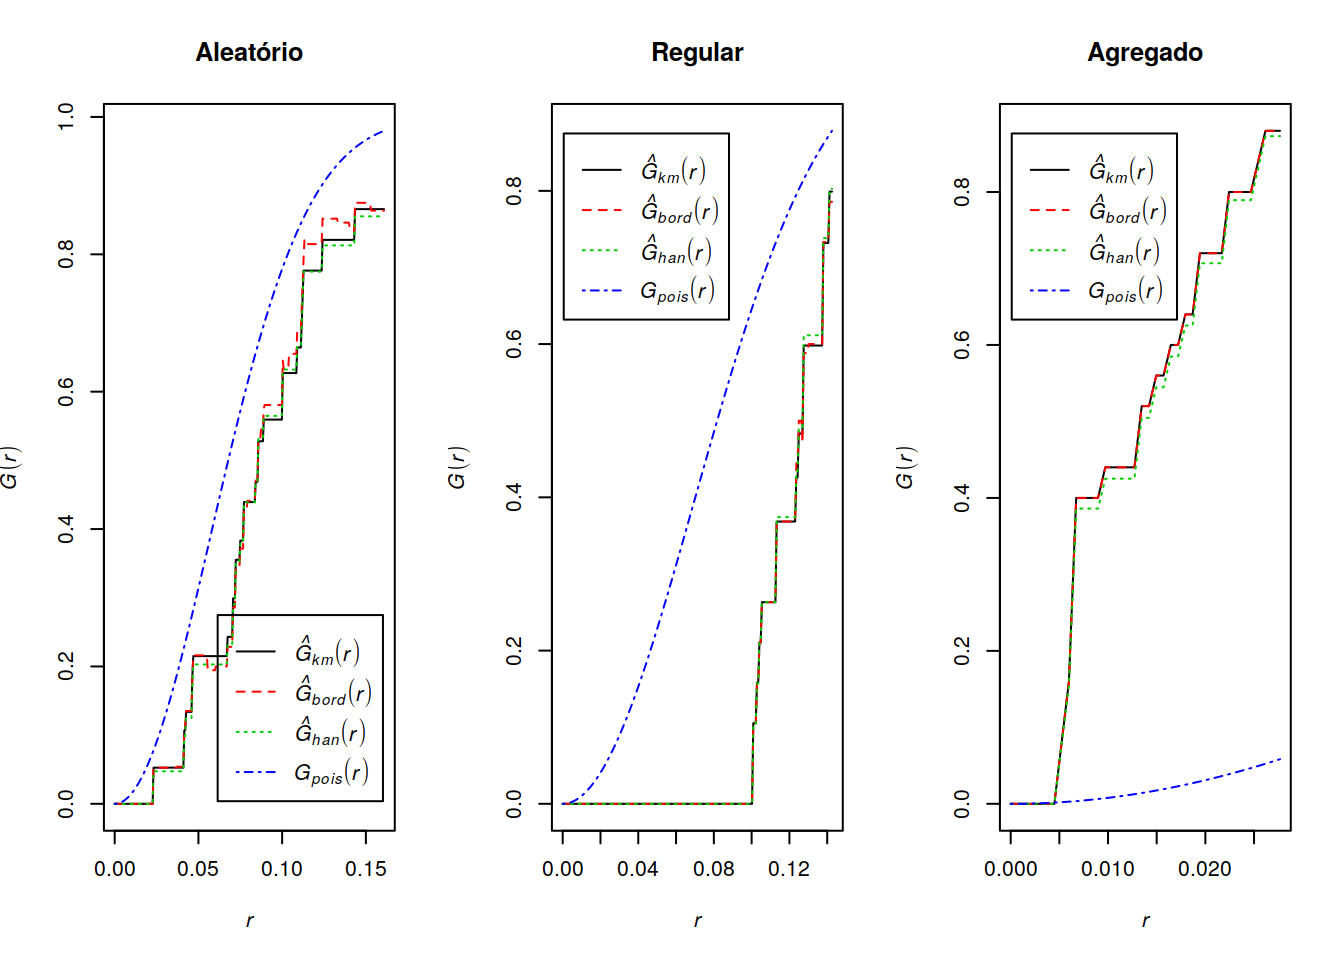 Aleatório
G(r)
1.0
0.8
0.6
0.4
0.2
0.0
Ĝkm(r)
Ĝbord(r)
Ĝhan(r)
Gpois(r)
0.00 0.05 0.10 0.15
r
Regular
G(r)
0.8
0.6
0.4
0.2
0.0
Ĝkm(r)
Ĝbord(r)
Ĝhan(r)
Gpois(r)
0.00 0.04 0.08 0.12
r
Agregado
G(r)
0.8
0.6
0.4
0.2
0.0
Ĝkm(r)
Ĝbord(r)
Ĝhan(r)
Gpois(r)
0.000 0.010 0.020
r